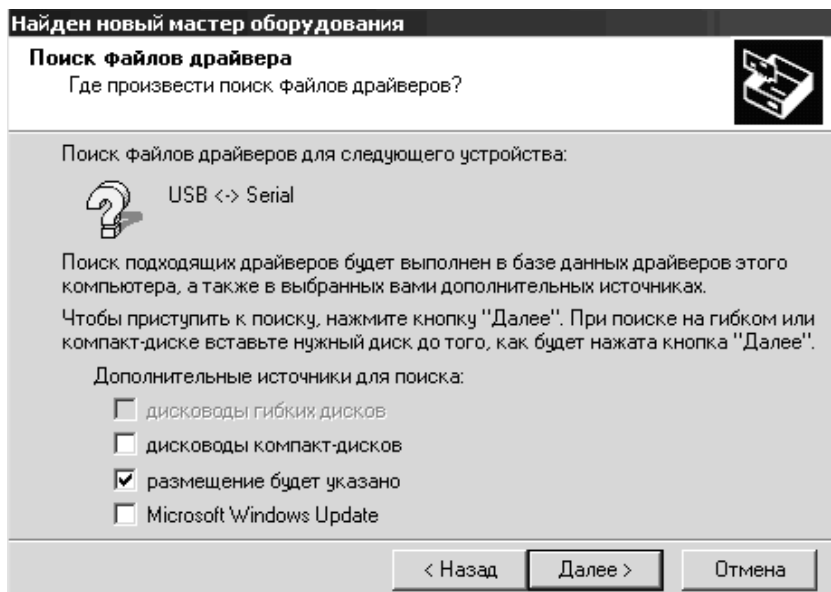 Найден новый мастер оборудования
Поиск файлов драйвера
Где произвести поиск файлов драйверов?
Поиск файлов драйверов для следующего устройства:
USB <-> Serial
Поиск подходящих драйверов будет выполнен в базе данных драйверов этого
компьютера, а также в выбранных вами дополнительных источниках.
Чтобы приступить к поиску, нажмите кнопку "Далее". При поиске на гибком или
компакт-диске вставьте нужный диск до того, как будет нажата кнопка "Далее".
Дополнительные источники для поиска:
дисководы гибких дисков
дисководы компакт-дисков
размещение будет указано
Microsoft Windows Update
< Назад Далее > Отмена